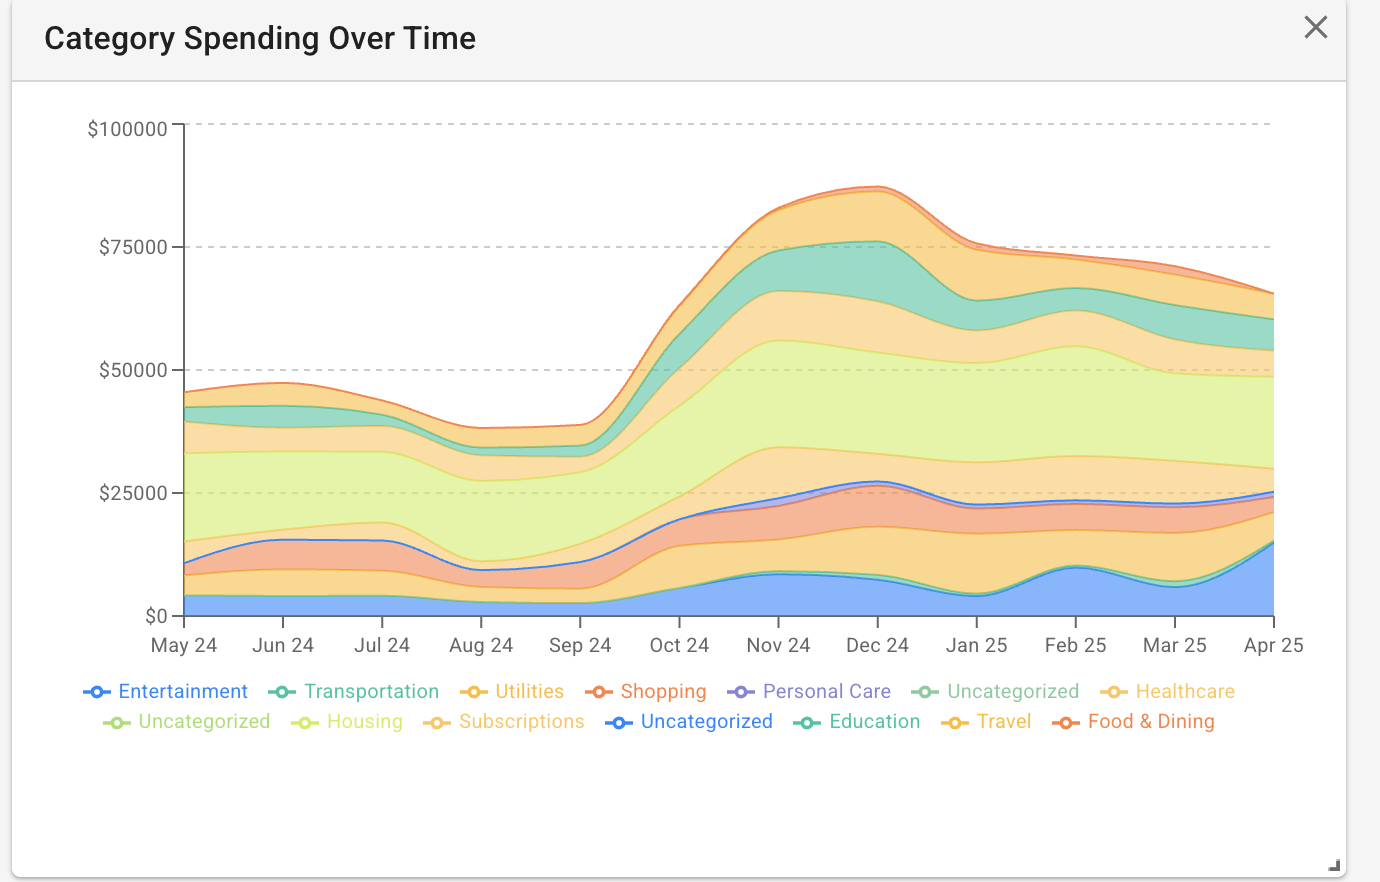 Category Spending Over Time
$100000
$75000
$50000
$25000
$0
May 24 Jun 24 Jul 24 Aug 24 Sep 24 Oct 24 Nov 24 Dec 24 Jan 25 Feb 25 Mar 25 Apr 25
Entertainment Transportation Utilities Shopping Personal Care Uncategorized Healthcare
Uncategorized Housing Subscriptions Uncategorized Education Travel Food & Dining